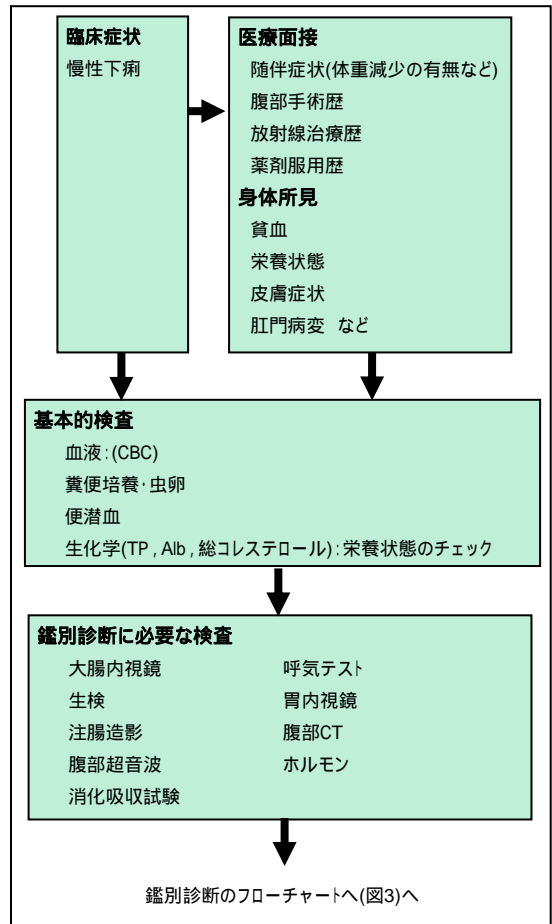 臨床症状
慢性下痢
医療面接
随伴症状(体重減少の有無など)
腹部手術歴
放射線治療歴
薬剤服用歴
身体所見
貧血
栄養状態
皮膚症状
肛門病変 など
基本的検査
血液:(CBC)
糞便培養・虫卵
便潜血
生化学(TP , Alb , 総コレステロール):栄養状態のチェック
鑑別診断に必要な検査
大腸内視鏡
生検
注腸造影
腹部超音波
消化吸収試験
呼気テスト
胃内視鏡
腹部CT
ホルモン
鑑別診断のフローチャートへ(図3)へ